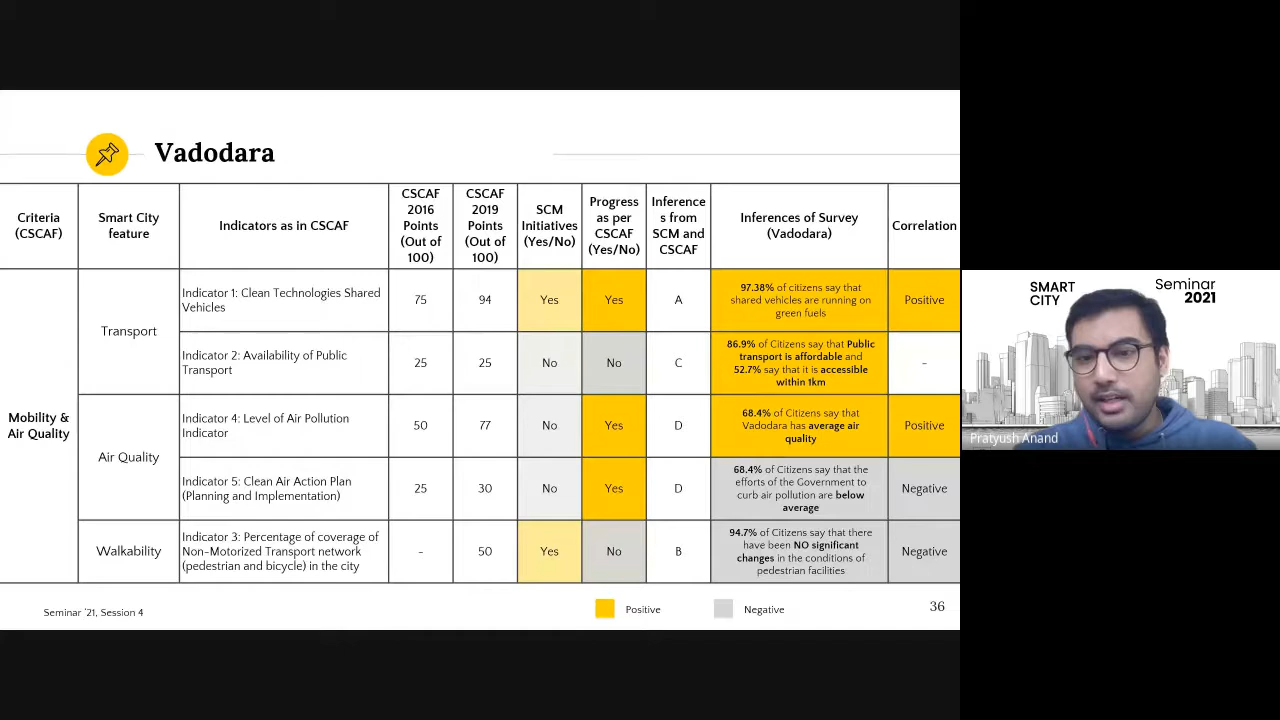 Vadodara
Criteria
(CSCAF)
Smart City
feature
Indicators as in CSCAF
CSCAF
2016
Points
(Out of
100)
CSCAF
2019
Points
(Out of
100)
SCM
Initiatives
(Yes/No)
Progress
as per
CSCAF
(Yes/No)
Inference
s from
SCM and
CSCAF
Inferences of Survey
(Vadodara)
Correlation
Mobility &
Air Quality
Transport
Indicator 1: Clean Technologies Shared
Vehicles
75
94
Yes
Yes
A
97.38% of citizens say that
shared vehicles are running on
green fuels
Positive
Indicator 2: Availability of Public
Transport
25
25
No
No
C
86.9% of Citizens say that Public
transport is affordable and
52.7% say that it is accessible
within 1km
-
Air Quality
Indicator 4: Level of Air Pollution
Indicator
50
77
No
Yes
D
68.4% of Citizens say that
Vadodara has average air
quality
Positive
Indicator 5: Clean Air Action Plan
(Planning and Implementation)
25
30
No
Yes
D
68.4% of Citizens say that the
efforts of the Government to
curb air pollution are below
average
Negative
Walkability
Indicator 3: Percentage of coverage of
Non-Motorized Transport network
(pedestrian and bicycle) in the city
-
50
Yes
No
B
94.7% of Citizens say that there
have been NO significant
changes in the conditions of
pedestrian facilities
Negative
Seminar '21, Session 4
Positive
Negative
36
SMART
CITY
Seminar
2021
Pratyush Anand